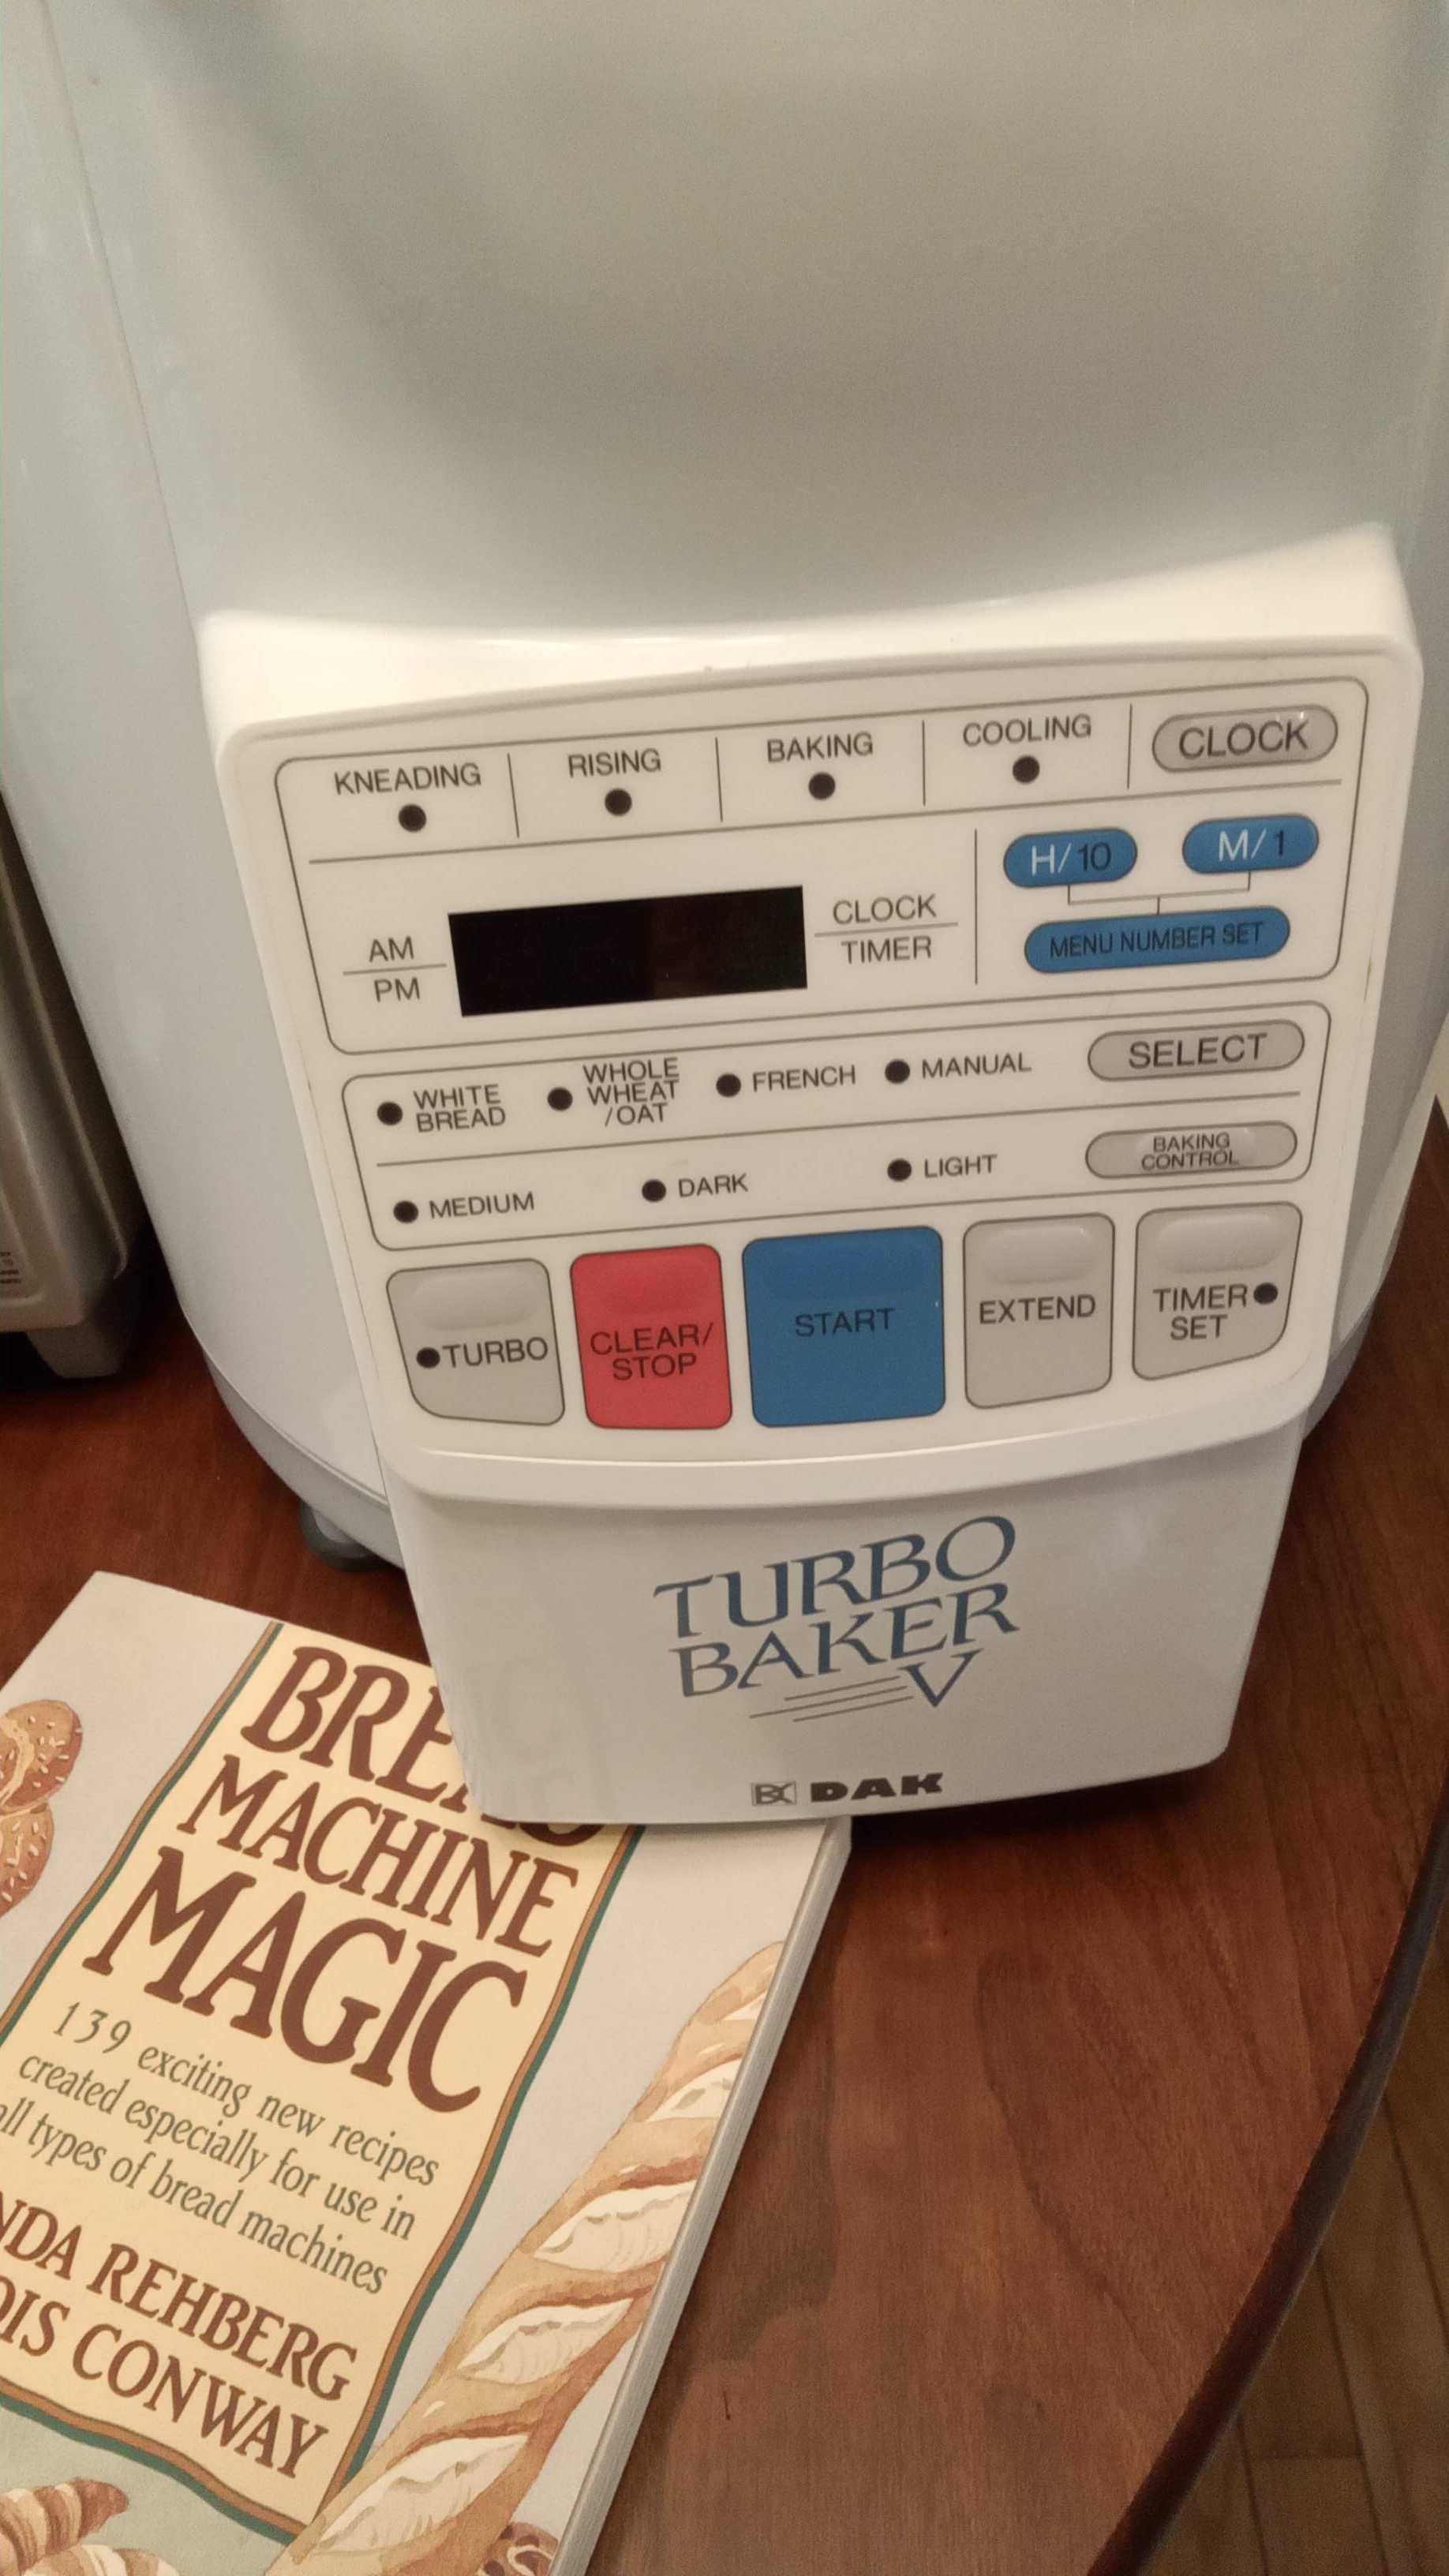 KNEADING
RISING
BAKING
COOLING
CLOCK
H/10
M/1
AM
PM
CLOCK
TIMER
MENU NUMBER SET
WHITE
BREAD
WHOLE
WHEAT
/OAT
FRENCH
MANUAL
SELECT
MEDIUM
DARK
LIGHT
BAKING
CONTROL
TURBO
CLEAR/
STOP
START
EXTEND
TIMER
SET
TURBO
BAKER
V
DAK
MACHINE
MAGIC
139 exciting new recipes
created especially for use in
types of bread machines
REHBERG
CONWAY